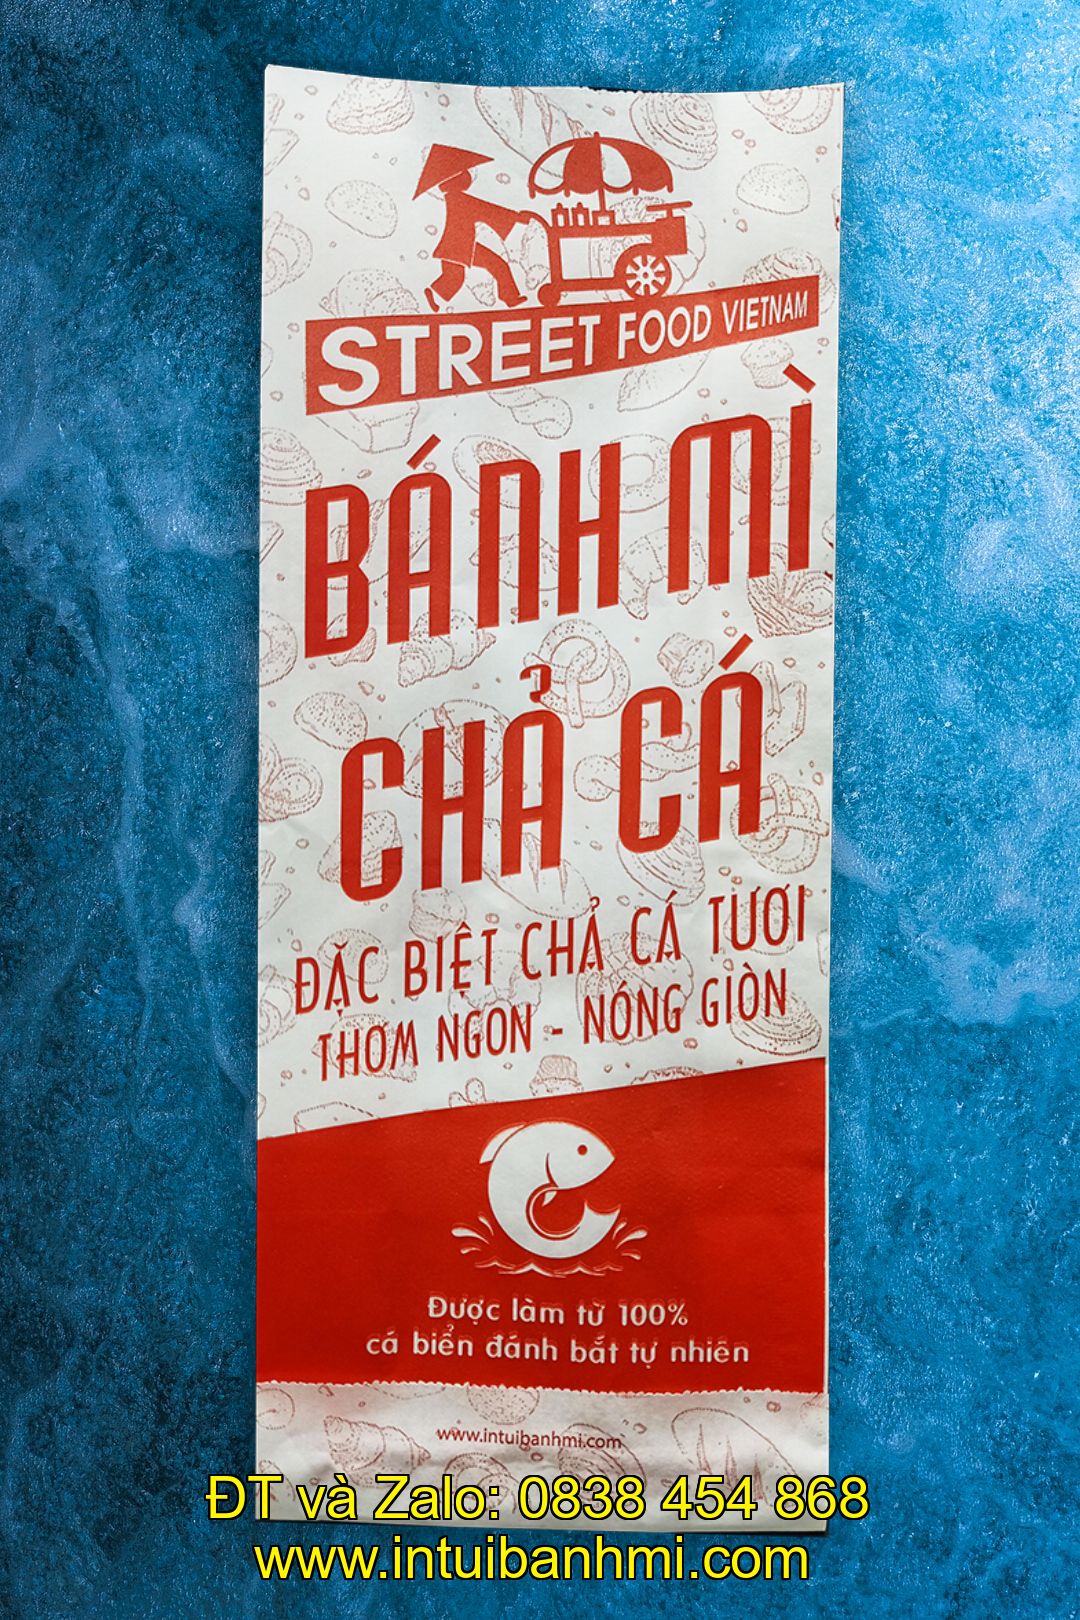 STREET FOOD VIETNAM
BÁNH MÌ
CHẢ CÁ
ĐẶC BIỆT CHẢ CÁ TƯƠI
THƠM NGON - NÓNG GIÒN
Được làm từ 100%
cá biển đánh bắt tự nhiên
www.intuibanhmi.com
ĐT và Zalo: 0838 454 868
www.intuibanhmi.com